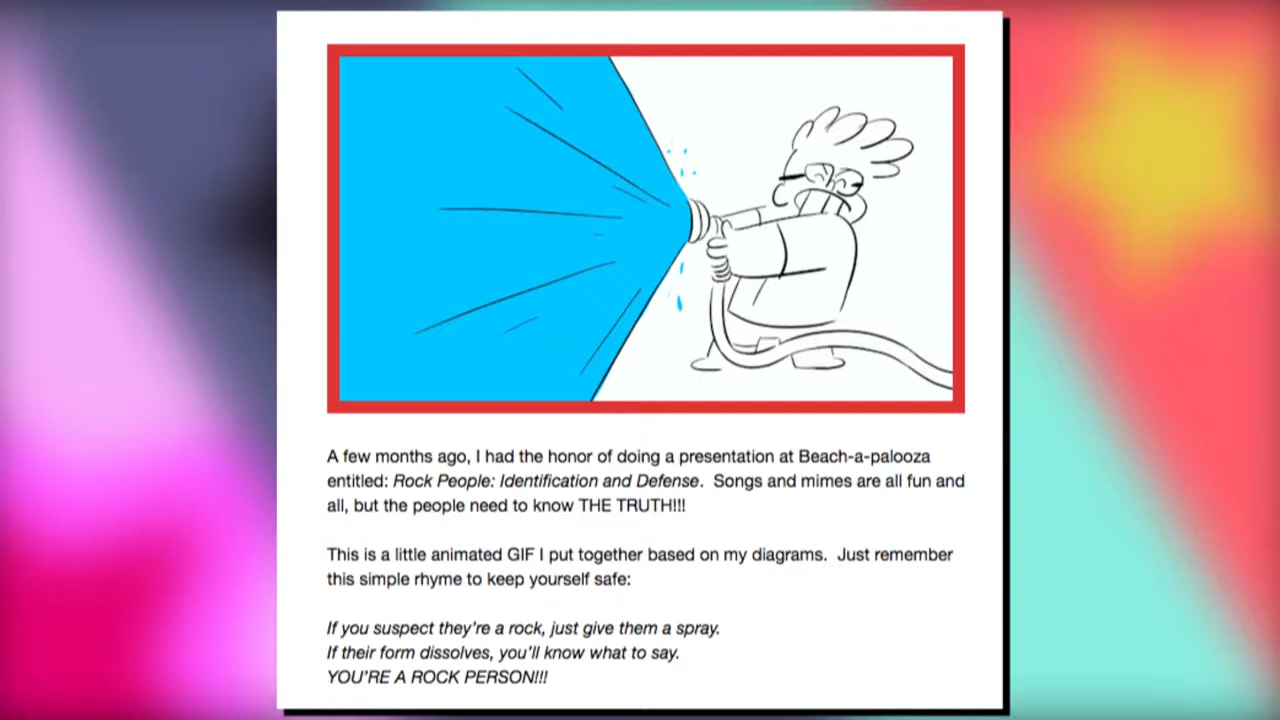 A few months ago, I had the honor of doing a presentation at Beach-a-palooza
entitled: Rock People: Identification and Defense.  Songs and mimes are all fun and
all, but the people need to know THE TRUTH!!!
This is a little animated GIF I put together based on my diagrams.  Just remember
this simple rhyme to keep yourself safe:
If you suspect they're a rock, just give them a spray.
If their form dissolves, you'll know what to say.
YOU'RE A ROCK PERSON!!!